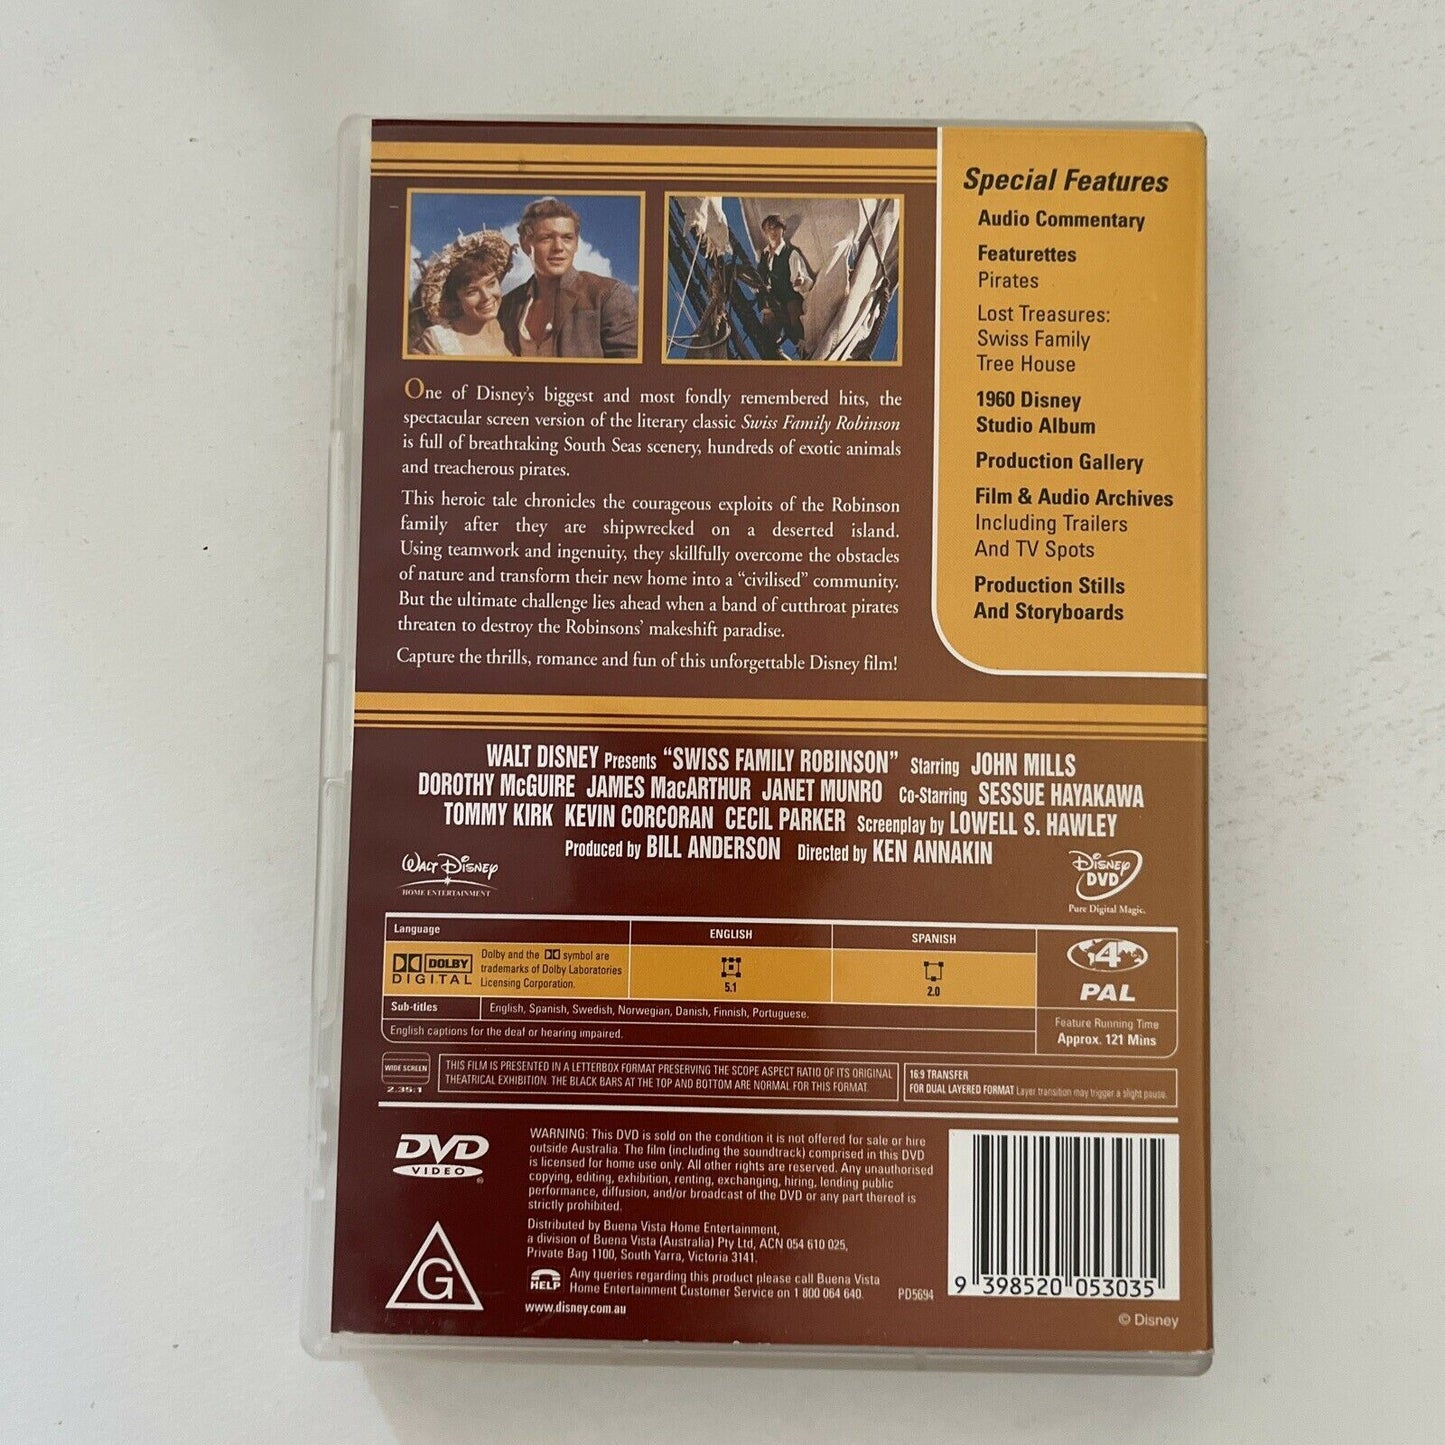 One of Disney's biggest and most fondly remembered hits, the
spectacular screen version of the literary classic Swiss Family Robinson
is full of breathtaking South Seas scenery, hundreds of exotic animals
and treacherous pirates.
This heroic tale chronicles the courageous exploits of the Robinson
family after they are shipwrecked on a deserted island.
Using teamwork and ingenuity, they skillfully overcome the obstacles
of nature and transform their new home into a "civilised" community.
But the ultimate challenge lies ahead when a band of cutthroat pirates
threaten to destroy the Robinsons' makeshift paradise.
Capture the thrills, romance and fun of this unforgettable Disney film!
Special Features
Audio Commentary
Featurettes
Pirates
Lost Treasures:
Swiss Family
Tree House
1960 Disney
Studio Album
Production Gallery
Film & Audio Archives
Including Trailers
And TV Spots
Production Stills
And Storyboards
WALT DISNEY Presents "SWISS FAMILY ROBINSON" Starring JOHN MILLS
DOROTHY McGUIRE JAMES MacARTHUR JANET MUNRO Co-Starring SESSUE HAYAKAWA
TOMMY KIRK KEVIN CORCORAN CECIL PARKER Screenplay by LOWELL S. HAWLEY
Produced by BILL ANDERSON Directed by KEN ANNAKIN
WALT DISNEY
HOME ENTERTAINMENT
DISNEY
DVD
Pure Digital Magic.
Language
ENGLISH
SPANISH
DOLBY
DIGITAL
Dolby and the DD symbol are
trademarks of Dolby Laboratories
Licensing Corporation.
5.1
2.0
4
PAL
Sub-titles
English, Spanish, Swedish, Norwegian, Danish, Finnish, Portuguese.
English captions for the deaf or hearing impaired.
Feature Running Time
Approx. 121 Mins
WIDE SCREEN
2.35:1
THIS FILM IS PRESENTED IN A LETTERBOX FORMAT PRESERVING THE SCOPE ASPECT RATIO OF ITS ORIGINAL
THEATRICAL EXHIBITION. THE BLACK BARS AT THE TOP AND BOTTOM ARE NORMAL FOR THIS FORMAT.
16:9 TRANSFER
FOR DUAL LAYERED FORMAT Layer transition may trigger a slight pause.
DVD
VIDEO
WARNING: This DVD is sold on the condition it is not offered for sale or hire
outside Australia. The film (including the soundtrack) comprised in this DVD
is licensed for home use only. All other rights are reserved. Any unauthorised
copying, editing, exhibition, renting, exchanging, hiring, lending public
performance, diffusion, and/or broadcast of the DVD or any part thereof is
strictly prohibited.
Distributed by Buena Vista Home Entertainment,
a division of Buena Vista (Australia) Pty Ltd, ACN 054 610 025,
Private Bag 1100, South Yarra, Victoria 3141.
HELP
Any queries regarding this product please call Buena Vista
Home Entertainment Customer Service on 1 800 064 640.
PD5694
www.disney.com.au
G
9 398520 053035
© Disney